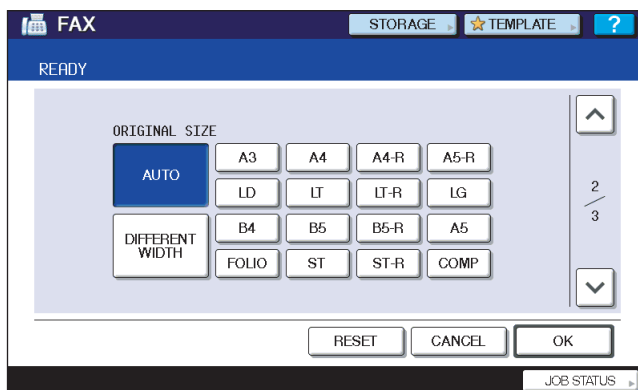 FAX
STORAGE
TEMPLATE
?
READY
ORIGINAL SIZE
AUTO
A3 A4 A4-R A5-R
LD LT LT-R LG
DIFFERENT
WIDTH
B4 B5 B5-R A5
FOLIO ST ST-R COMP
2
3
RESET CANCEL OK
JOB STATUS